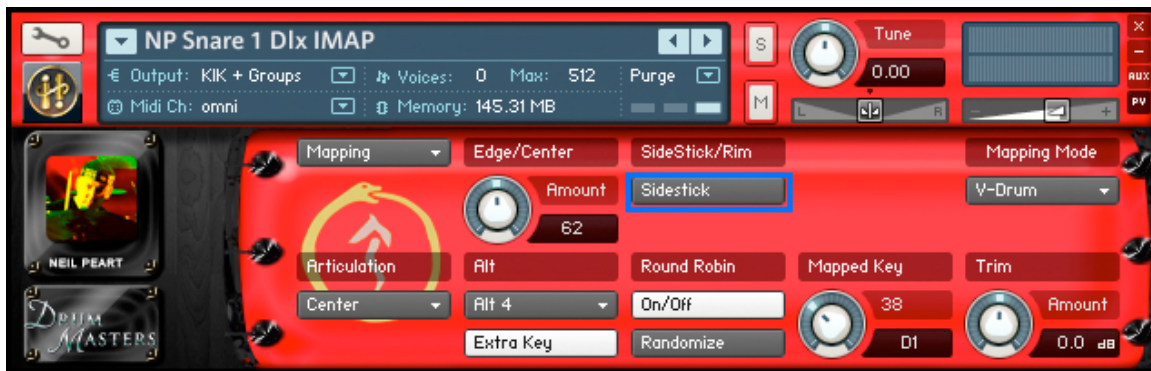 NP Snare 1 Dlx IMAP
S
Tune
×
–
Output: KIK + Groups
Voices: 0 Max: 512
Purge
0.00
AUX
Midi Ch: omni
Memory: 145.31 MB
M
L
R
–
+
PV
Mapping
Edge/Center
SideStick/Rim
Mapping Mode
Amount
Sidestick
V-Drum
62
NEIL PEART
Articulation
Alt
Round Robin
Mapped Key
Trim
Center
Alt 4
On/Off
38
Amount
DRUM
MASTERS
Extra Key
Randomize
D1
0.0 dB